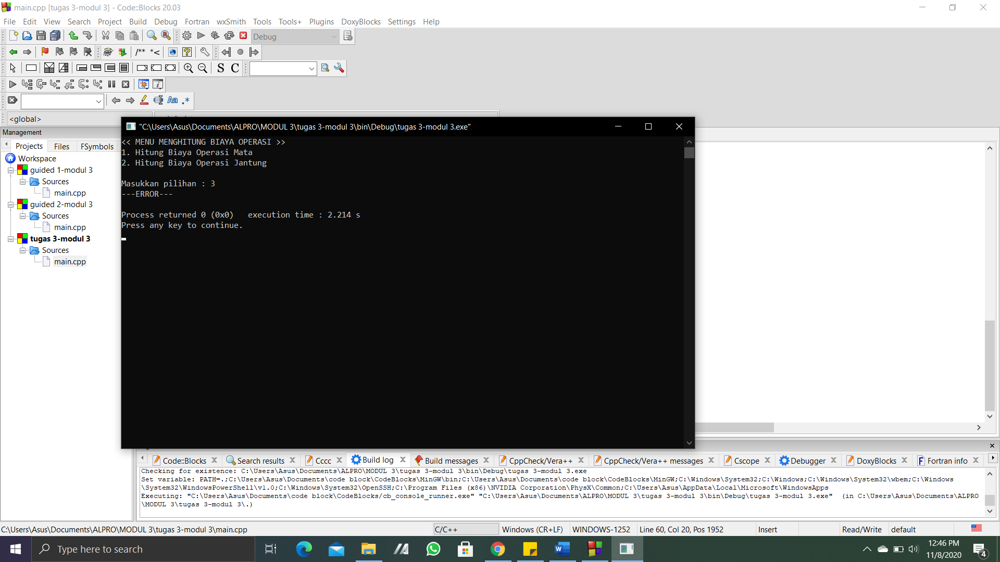 main.cpp [tugas 3-modul 3] - Code::Blocks 20.03
File Edit View Search Project Build Debug Fortran wxSmith Tools Tools+ Plugins DoxyBlocks Settings Help
Debug
/** *<
S C
Aa .*
<global>
"C:\Users\Asus\Documents\ALPRO\MODUL 3\tugas 3-modul 3\bin\Debug\tugas 3-modul 3.exe"
Management
Projects Files FSymbols
Workspace
guided 1-modul 3
Sources
main.cpp
guided 2-modul 3
Sources
main.cpp
tugas 3-modul 3
Sources
main.cpp
<< MENU MENGHITUNG BIAYA OPERASI >>
1. Hitung Biaya Operasi Mata
2. Hitung Biaya Operasi Jantung
Masukkan pilihan : 3
---ERROR---
Process returned 0 (0x0)   execution time : 2.214 s
Press any key to continue.
Code::Blocks Search results Cccc Build log Build messages CppCheck/Vera++ CppCheck/Vera++ messages Cscope Debugger DoxyBlocks Fortran info
Checking for existence: C:\Users\Asus\Documents\ALPRO\MODUL 3\tugas 3-modul 3\bin\Debug\tugas 3-modul 3.exe
Set variable: PATH=.;C:\Users\Asus\Documents\code block\CodeBlocks\MinGW\bin;C:\Users\Asus\Documents\code block\CodeBlocks\MinGW;C:\Windows\System32;C:\Windows;C:\Windows\System32\wbem;C:\Windows
\System32\WindowsPowerShell\v1.0;C:\Windows\System32\OpenSSH;C:\Program Files (x86)\NVIDIA Corporation\PhysX\Common;C:\Users\Asus\AppData\Local\Microsoft\WindowsApps
Executing: "C:\Users\Asus\Documents\code block\CodeBlocks/cb_console_runner.exe" "C:\Users\Asus\Documents\ALPRO\MODUL 3\tugas 3-modul 3\bin\Debug\tugas 3-modul 3.exe"  (in C:\Users\Asus\Documents\ALPRO
\MODUL 3\tugas 3-modul 3\.)
C:\Users\Asus\Documents\ALPRO\MODUL 3\tugas 3-modul 3\main.cpp C/C++ Windows (CR+LF) WINDOWS-1252 Line 60, Col 20, Pos 1952 Insert Read/Write default
Type here to search
12:46 PM
11/8/2020
4